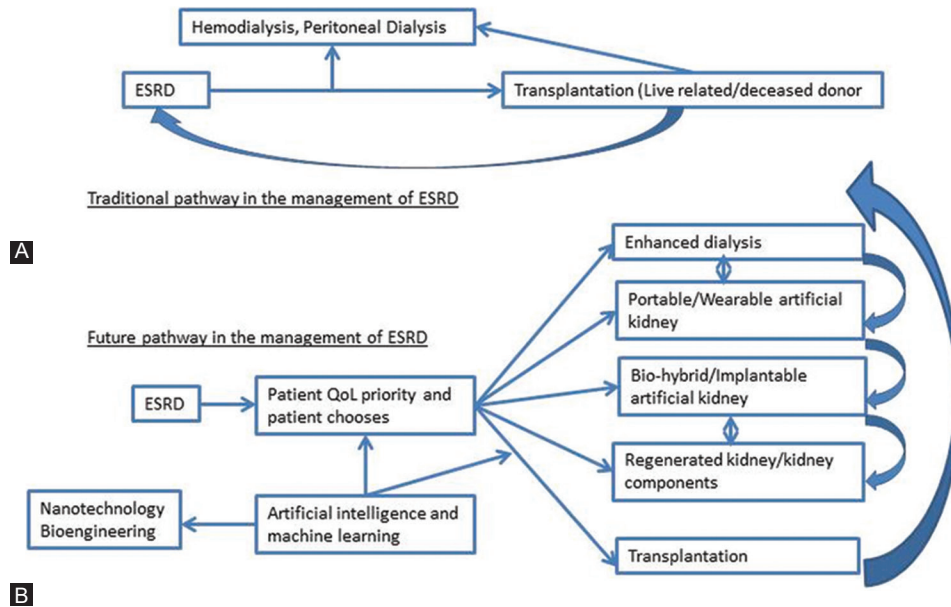 Hemodialysis, Peritoneal Dialysis
ESRD
Transplantation (Live related/deceased donor
Traditional pathway in the management of ESRD
A
Enhanced dialysis
Portable/Wearable artificial
kidney
Future pathway in the management of ESRD
Bio-hybrid/Implantable
artificial kidney
ESRD
Patient QoL priority and
patient chooses
Regenerated kidney/kidney
components
Nanotechnology
Bioengineering
Artificial intelligence and
machine learning
Transplantation
B